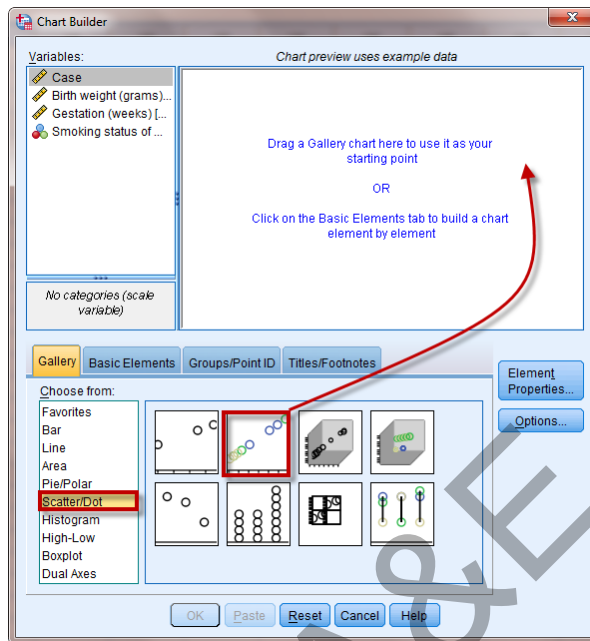 Chart Builder
Variables:
Chart preview uses example data
Case
Birth weight (grams)...
Gestation (weeks) [...
Smoking status of ...
Drag a Gallery chart here to use it as your
starting point
OR
Click on the Basic Elements tab to build a chart
element by element
No categories (scale
variable)
Gallery
Basic Elements
Groups/Point ID
Titles/Footnotes
Element
Properties...
Options...
Choose from:
Favorites
Bar
Line
Area
Pie/Polar
Scatter/Dot
Histogram
High-Low
Boxplot
Dual Axes
OK
Paste
Reset
Cancel
Help